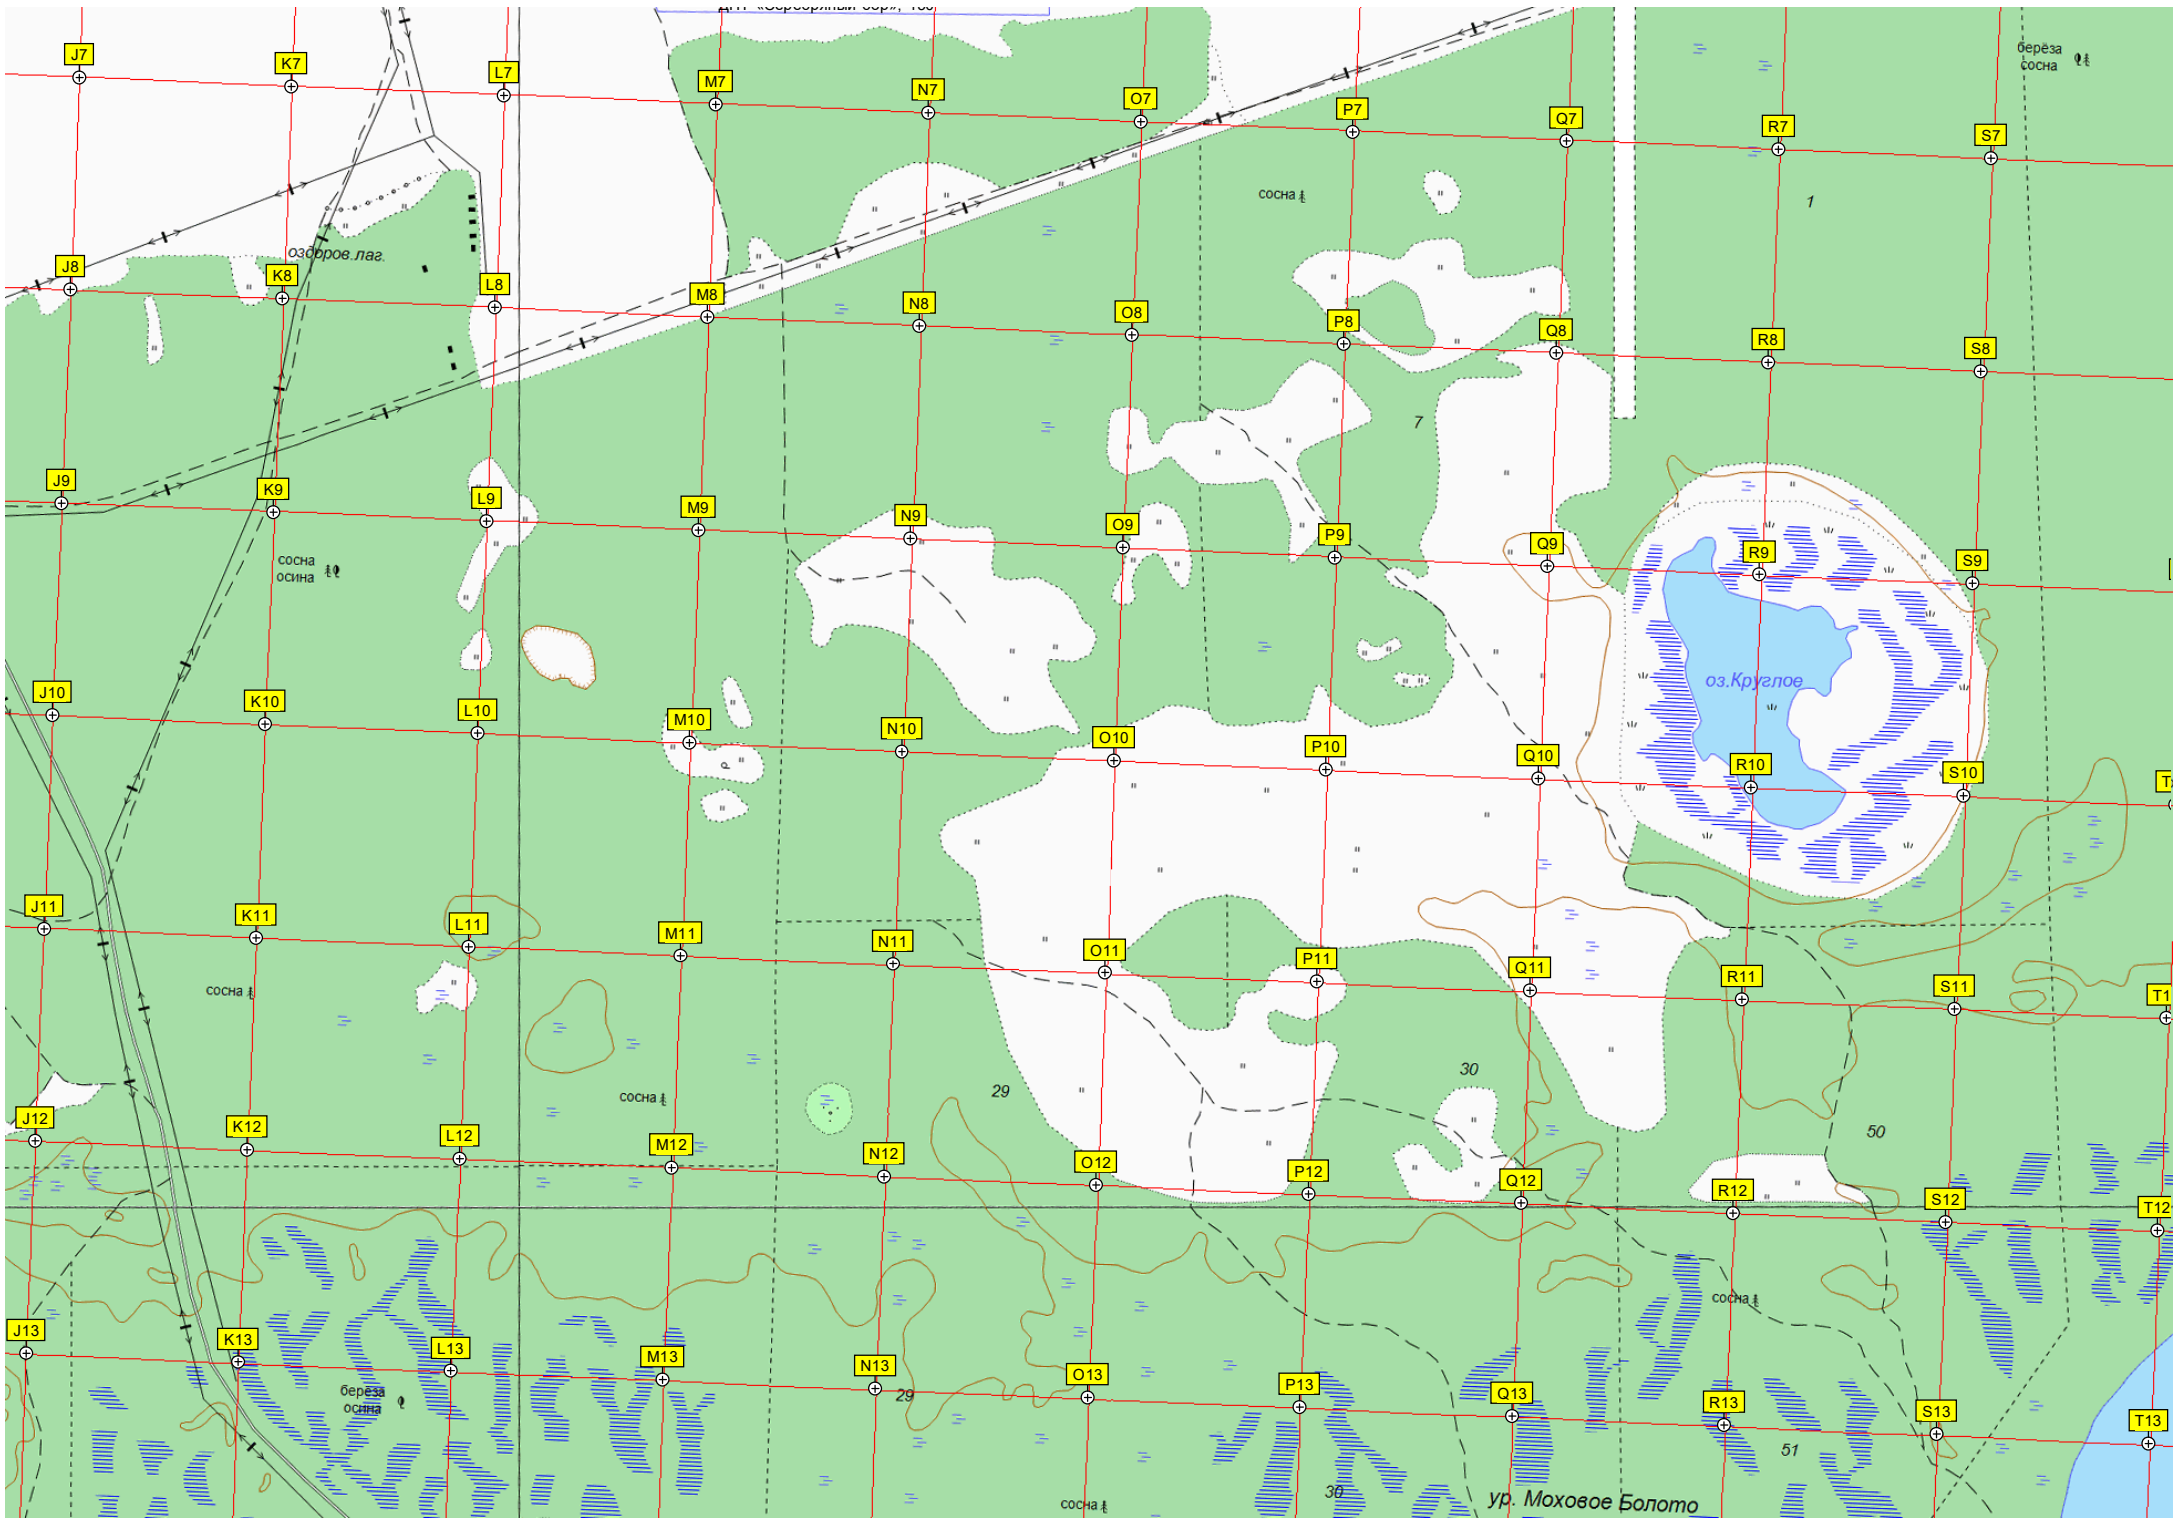 J7
K7
L7
M7
N7
O7
P7
Q7
R7
S7
берёза
сосна
сосна
1
оздоров.лаг.
J8
K8
L8
M8
N8
O8
P8
Q8
R8
S8
7
J9
K9
L9
M9
N9
O9
P9
Q9
R9
S9
сосна
осина
оз.Круглое
J10
K10
L10
M10
N10
O10
P10
Q10
R10
S10
J11
K11
L11
M11
N11
O11
P11
Q11
R11
S11
T1
сосна
сосна
29
30
50
J12
K12
L12
M12
N12
O12
P12
Q12
R12
S12
T12
сосна
J13
K13
L13
M13
N13
O13
P13
Q13
R13
S13
T13
берёза
осина
29
51
30
сосна
ур. Моховое Болото